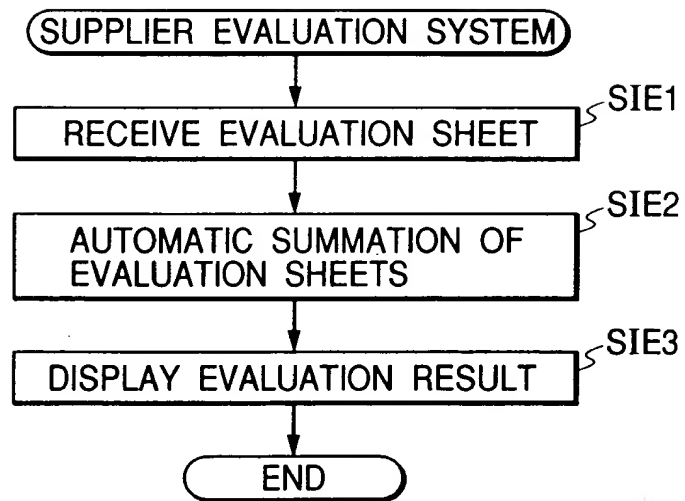 SUPPLIER EVALUATION SYSTEM
SIE1
RECEIVE EVALUATION SHEET
SIE2
AUTOMATIC SUMMATION OF
EVALUATION SHEETS
SIE3
DISPLAY EVALUATION RESULT
END